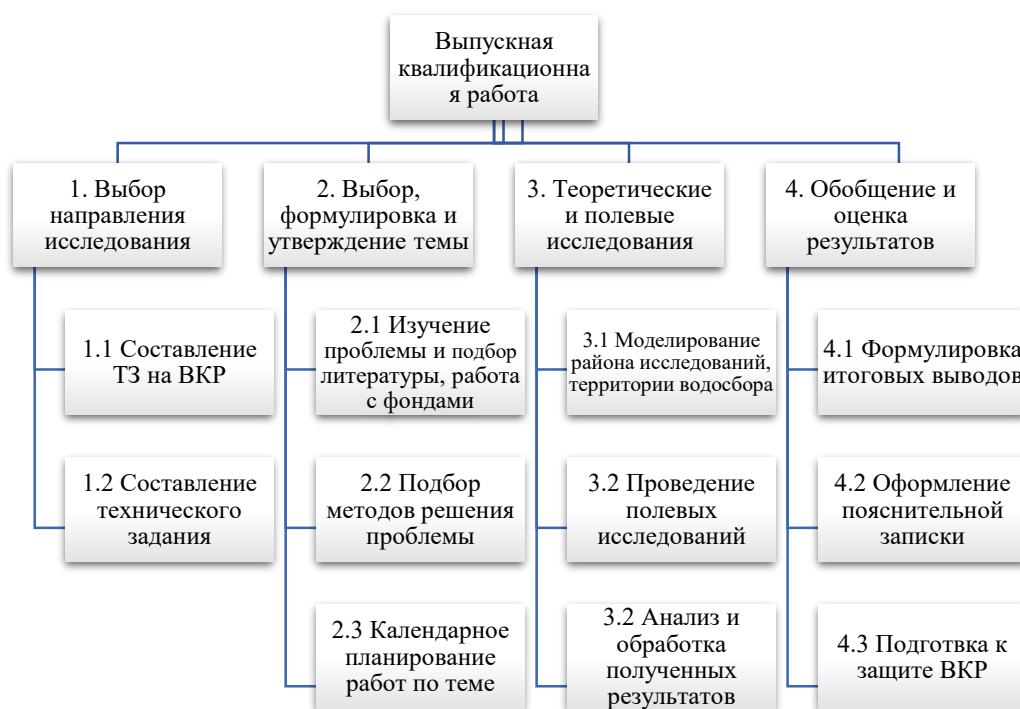 Выпускная
квалификационна
я работа
1. Выбор
направления
исследования
2. Выбор,
формулировка и
утверждение темы
3. Теоретические
и полевые
исследования
4. Обобщение и
оценка
результатов
1.1 Составление
ТЗ на ВКР
2.1 Изучение
проблемы и подбор
литературы, работа
с фондами
3.1 Моделирование
района исследований,
территории водосбора
4.1 Формулировка
итоговых выводов
1.2 Составление
технического
задания
2.2 Подбор
методов решения
проблемы
3.2 Проведение
полевых
исследований
4.2 Оформление
пояснительной
записки
2.3 Календарное
планирование
работ по теме
3.2 Анализ и
обработка
полученных
результатов
4.3 Подготвка к
защите ВКР